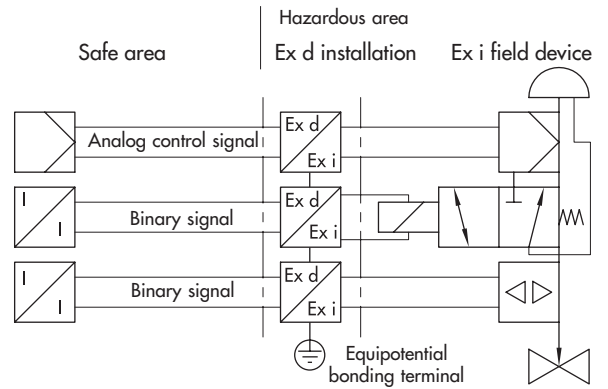 Hazardous area
Safe area
Ex d installation
Ex i field device
Analog control signal
Ex d
Ex i
I
I
Binary signal
Ex d
Ex i
I
I
Binary signal
Ex d
Ex i
Equipotential
bonding terminal